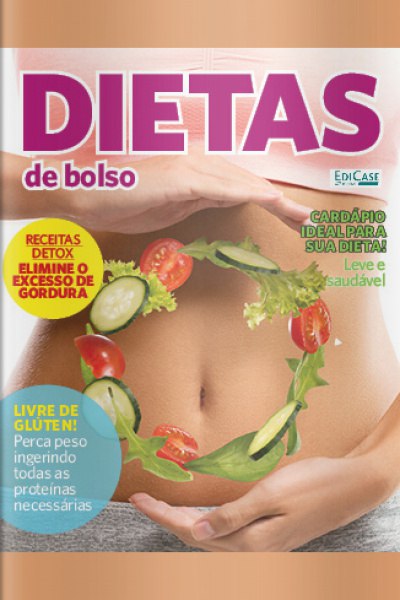 DIETAS
de bolso
EDICASE
CARDÁPIO
IDEAL PARA
SUA DIETA!
Leve e
saudável
RECEITAS
DETOX
ELIMINE O
EXCESSO DE
GORDURA
LIVRE DE
GLÚTEN!
Perca peso
ingerindo
todas as
proteínas
necessárias